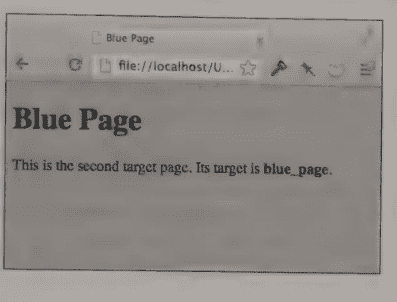 Blue Page
file://localhost/U...
Blue Page
This is the second target page. Its target is blue_page.